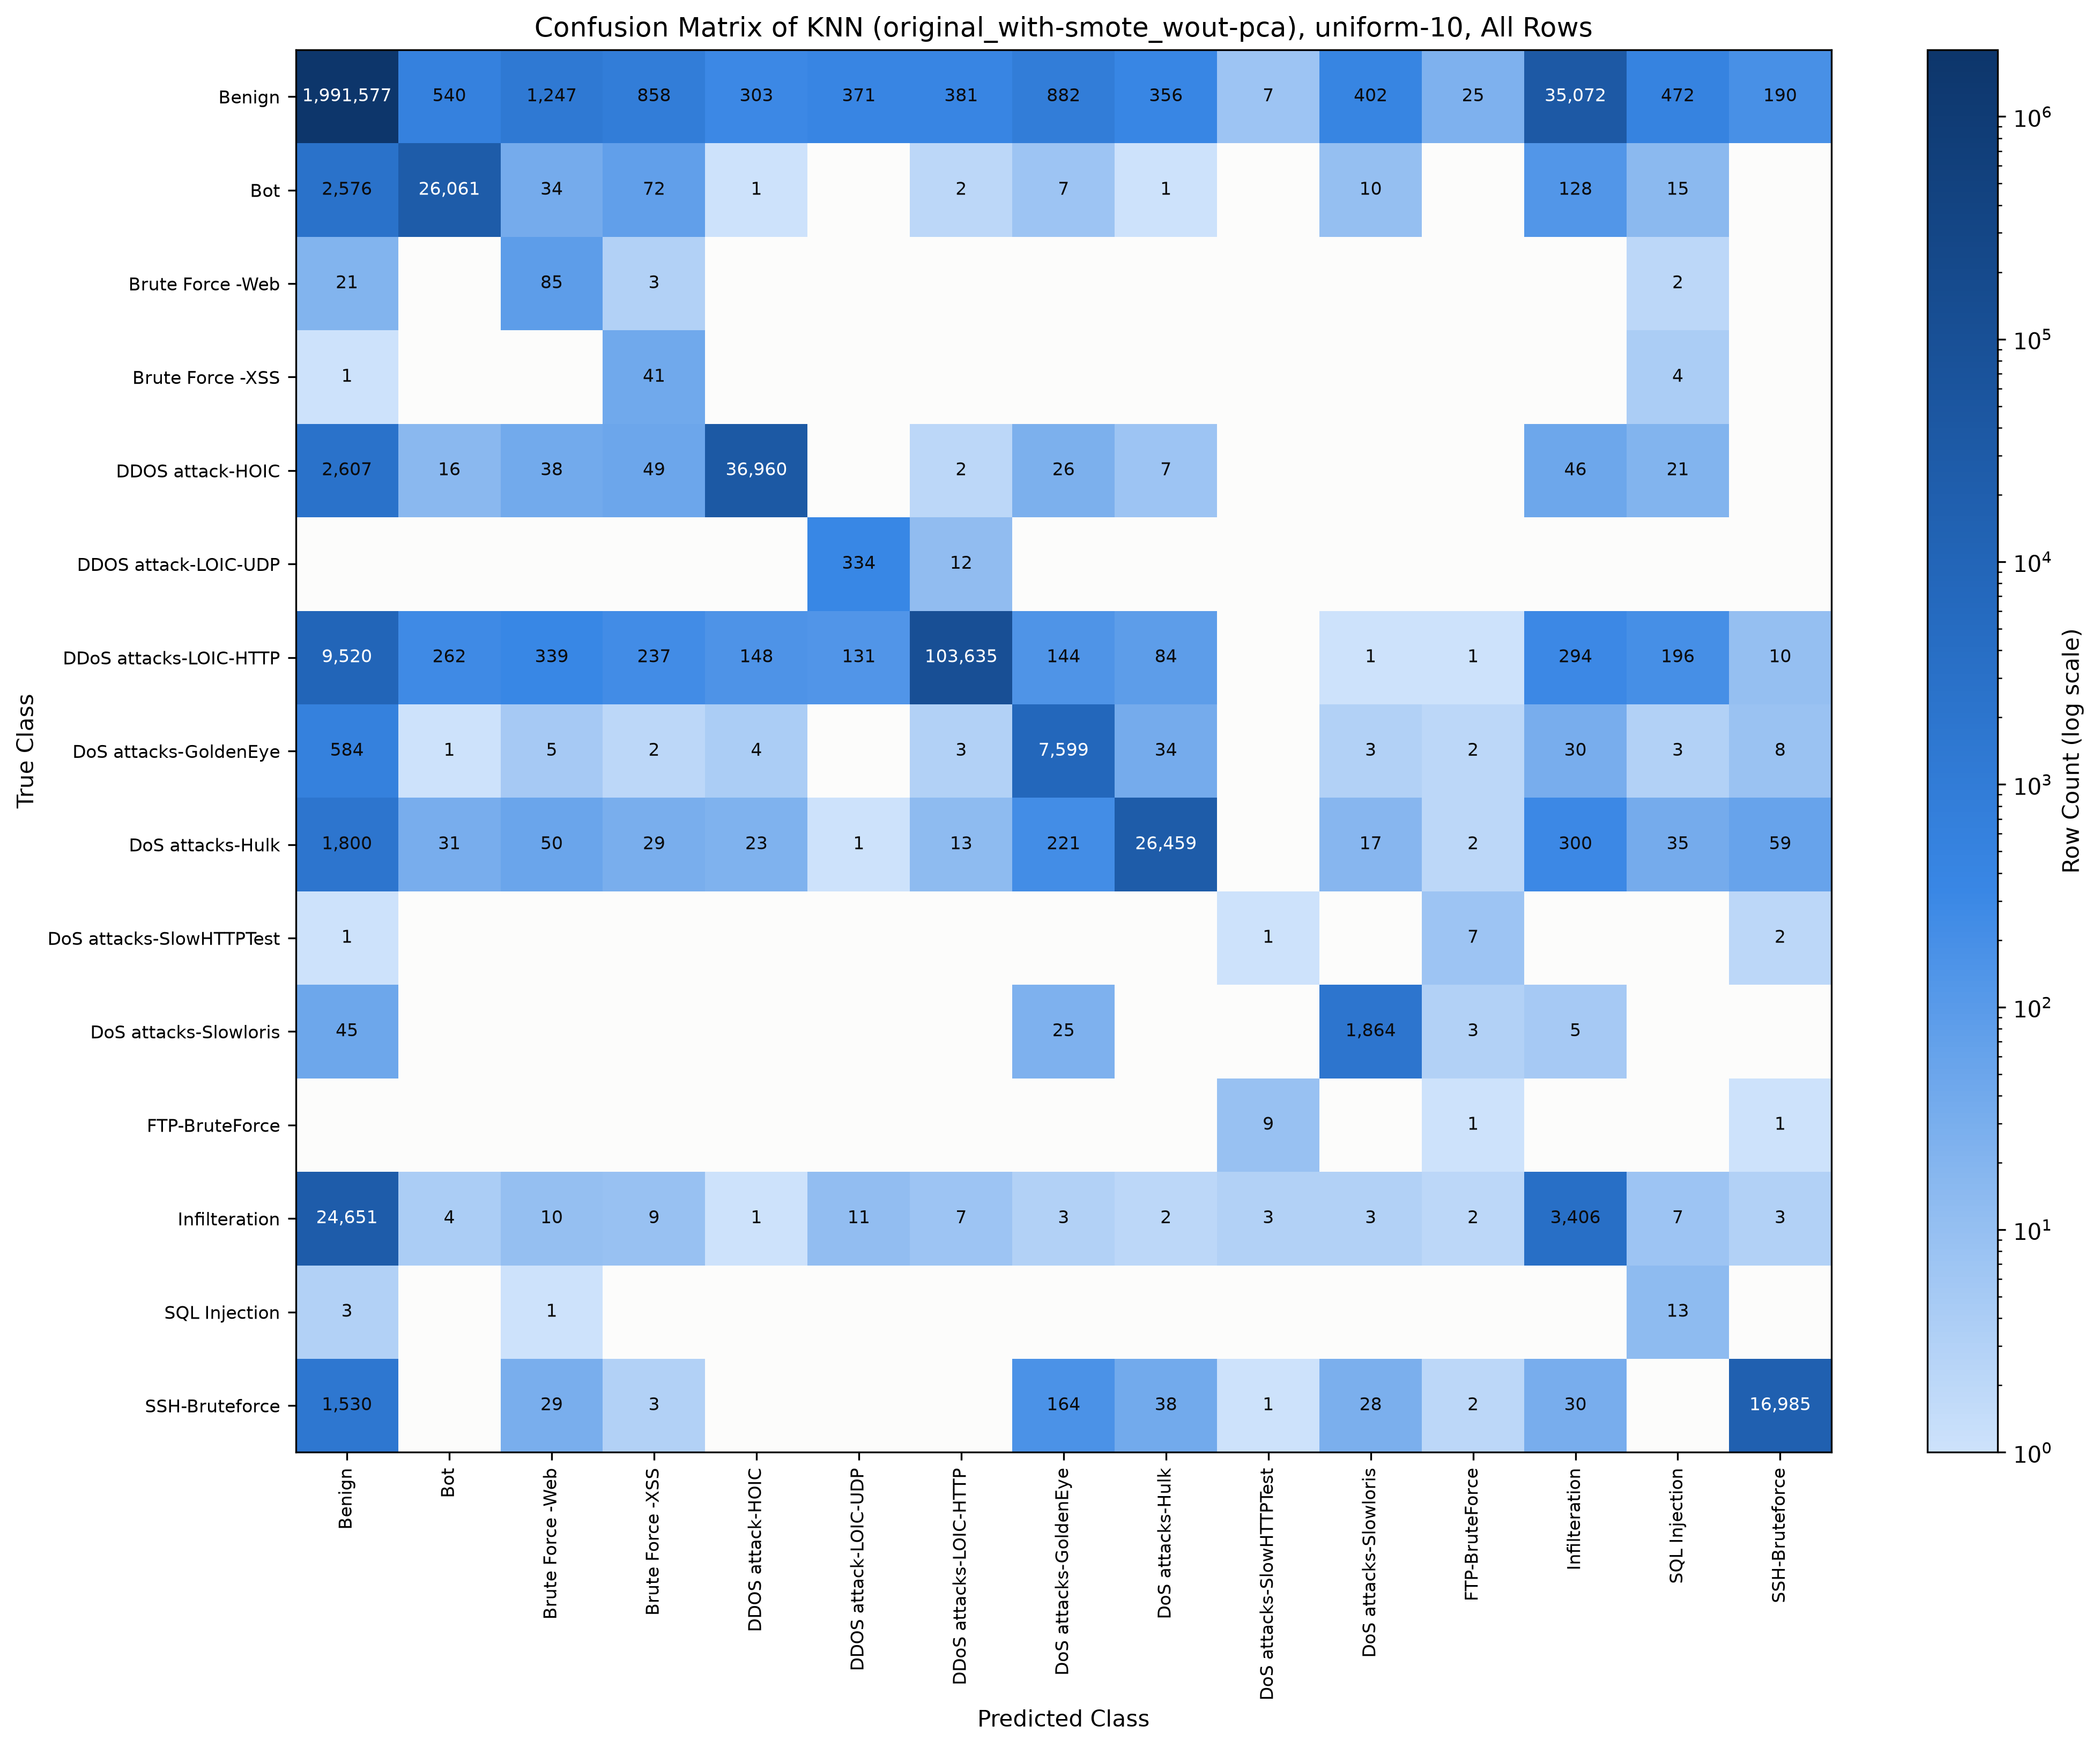 Confusion Matrix of KNN (original_with-smote_wout-pca), uniform-10, All Rows
True Class
Benign 1,991,577 540 1,247 858 303 371 381 882 356 7 402 25 35,072 472 190
Bot 2,576 26,061 34 72 1 2 7 1 10 128 15
Brute Force -Web 21 85 3 2
Brute Force -XSS 1 41 4
DDOS attack-HOIC 2,607 16 38 49 36,960 2 26 7 46 21
DDOS attack-LOIC-UDP 334 12
DDoS attacks-LOIC-HTTP 9,520 262 339 237 148 131 103,635 144 84 1 1 294 196 10
DoS attacks-GoldenEye 584 1 5 2 4 3 7,599 34 3 2 30 3 8
DoS attacks-Hulk 1,800 31 50 29 23 1 13 221 26,459 17 2 300 35 59
DoS attacks-SlowHTTPTest 1 1 7 2
DoS attacks-Slowloris 45 25 1,864 3 5
FTP-BruteForce 9 1 1
Infilteration 24,651 4 10 9 1 11 7 3 2 3 3 2 3,406 7 3
SQL Injection 3 1 13
SSH-Bruteforce 1,530 29 3 164 38 1 28 2 30 16,985
Benign
Bot
Brute Force -Web
Brute Force -XSS
DDOS attack-HOIC
DDOS attack-LOIC-UDP
DDoS attacks-LOIC-HTTP
DoS attacks-GoldenEye
DoS attacks-Hulk
DoS attacks-SlowHTTPTest
DoS attacks-Slowloris
FTP-BruteForce
Infilteration
SQL Injection
SSH-Bruteforce
Predicted Class
10⁶
10⁵
10⁴
10³
10²
10¹
10⁰
Row Count (log scale)